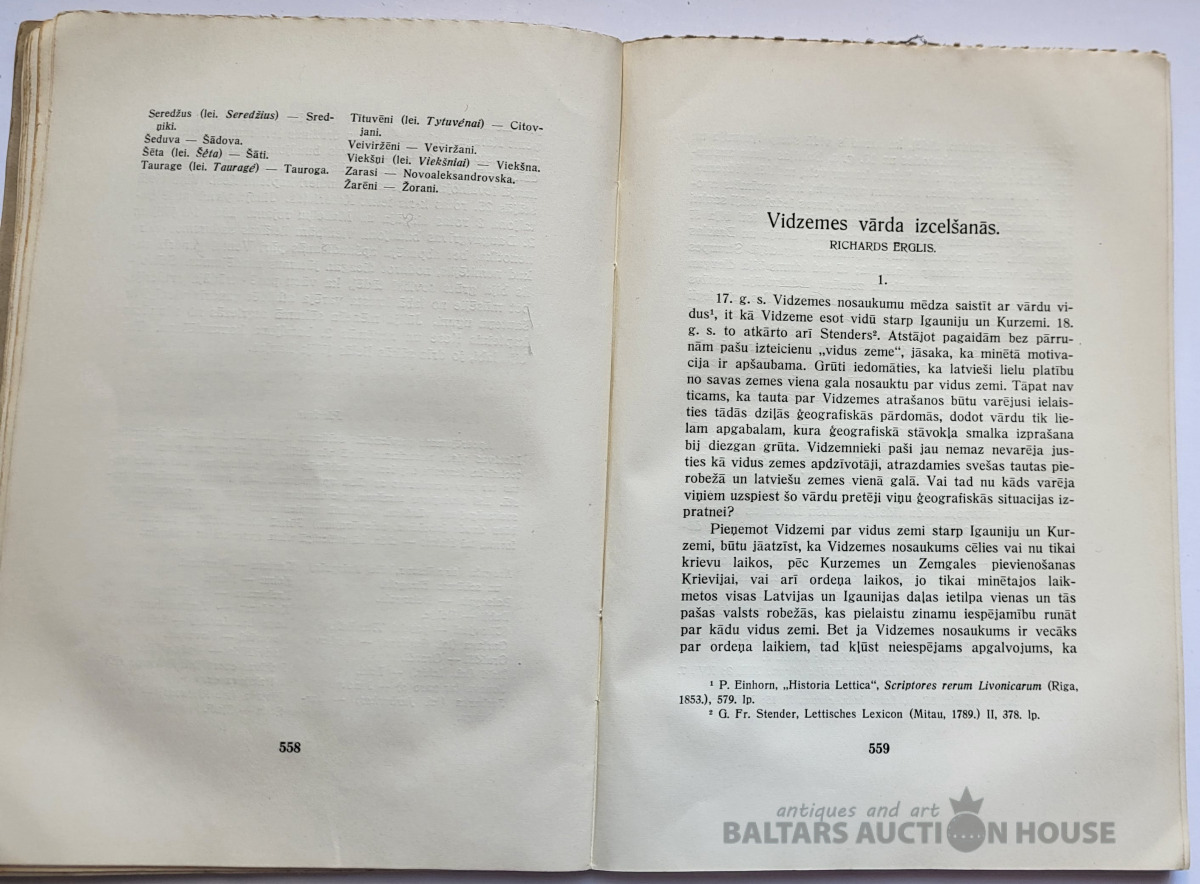 Seredžus (lei. Seredžius) — Sred-
ņiki.
Šeduva — Šādova.
Šēta (lei. Šėta) — Šāti.
Taurage (lei. Tauragė) — Tauroga.
Tituvēni (lei. Tytuvėnai) — Citov-
jani.
Veiviržēni — Veviržani.
Viekšņi (lei. Viekšniai) — Viekšna.
Zarasi — Novoaleksandrovska.
Žarēni — Žorani.
558
Vidzemes vārda izcelšanās.
RICHARDS ĒRGLIS.
1.
17. g. s. Vidzemes nosaukumu mēdza saistīt ar vārdu vi-
dus¹, it kā Vidzeme esot vidū starp Igauniju un Kurzemi. 18.
g. s. to atkārto arī Stenders². Atstājot pagaidām bez pārru-
nām pašu izteicienu „vidus zeme“, jāsaka, ka minētā motivā-
cija ir apšaubama. Grūti iedomāties, ka latvieši lielu platību
no savas zemes viena gala nosauktu par vidus zemi. Tāpat nav
ticams, ka tauta par Vidzemes atrašanos būtu varējusi ielais-
ties tādās dziļās ģeografiskās pārdomās, dodot vārdu tik lie-
lam apgabalam, kura ģeografiskā stāvokļa smalka izprašana
bij diezgan grūta. Vidzemnieki paši jau nemaz nevarēja jus-
ties kā vidus zemes apdzīvotāji, atrazdamies svešas tautas pie-
robežā un latviešu zemes vienā galā. Vai tad nu kāds varēja
viņiem uzspiest šo vārdu pretēji viņu ģeografiskās situacijas iz-
pratnei?
Pieņemot Vidzemi par vidus zemi starp Igauniju un Kur-
zemi, būtu jāatzīst, ka Vidzemes nosaukums cēlies vai nu tikai
krievu laikos, pēc Kurzemes un Zemgales pievienošanas
Krievijai, vai arī ordeņa laikos, jo tikai minētajos laik-
metos visas Latvijas un Igaunijas daļas ietilpa vienas un tās
pašas valsts robežās, kas pielaistu zinamu iespējamību runāt
par kādu vidus zemi. Bet ja Vidzemes nosaukums ir vecāks
par ordeņa laikiem, tad kļūst neiespējams apgalvojums, ka
¹ P. Einhorn, „Historia Lettica“, Scriptores rerum Livonicarum (Riga,
1853.), 579. lp.
² G. Fr. Stender, Lettisches Lexicon (Mitau, 1789.) II, 378. lp.
559
antiques and art
BALTARS AUCTION HOUSE